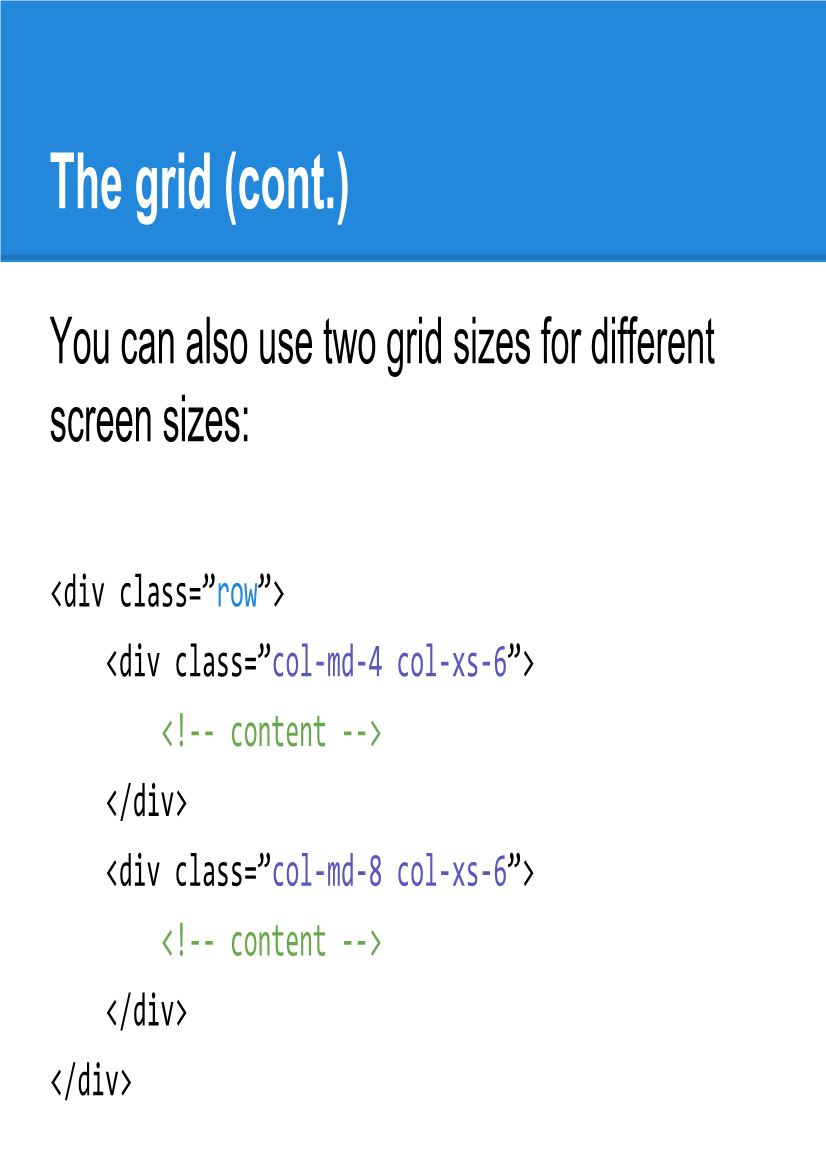 The grid (cont.)
You can also use two grid sizes for different
screen sizes:
<div class=”row”>
    <div class=”col-md-4 col-xs-6”>
        <!-- content -->
    </div>
    <div class=”col-md-8 col-xs-6”>
        <!-- content -->
    </div>
</div>